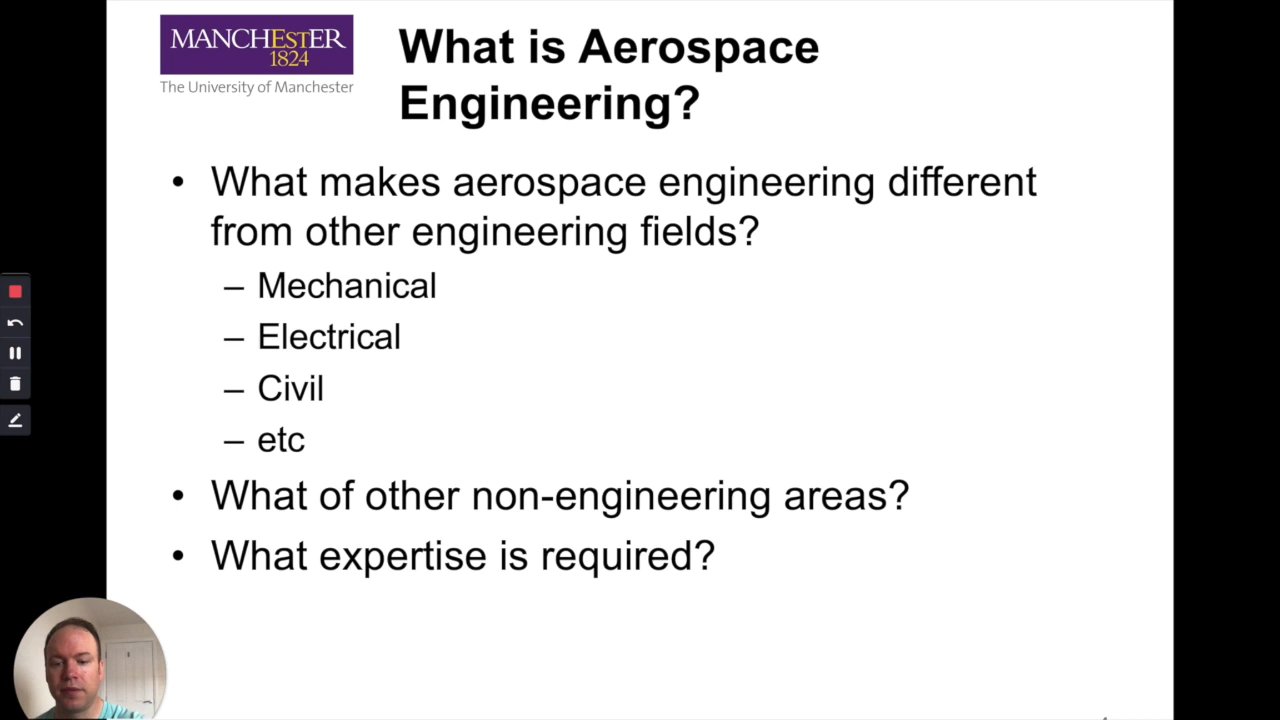 MANCHESTER
1824
The University of Manchester
What is Aerospace
Engineering?
• What makes aerospace engineering different
from other engineering fields?
– Mechanical
– Electrical
– Civil
– etc
• What of other non-engineering areas?
• What expertise is required?